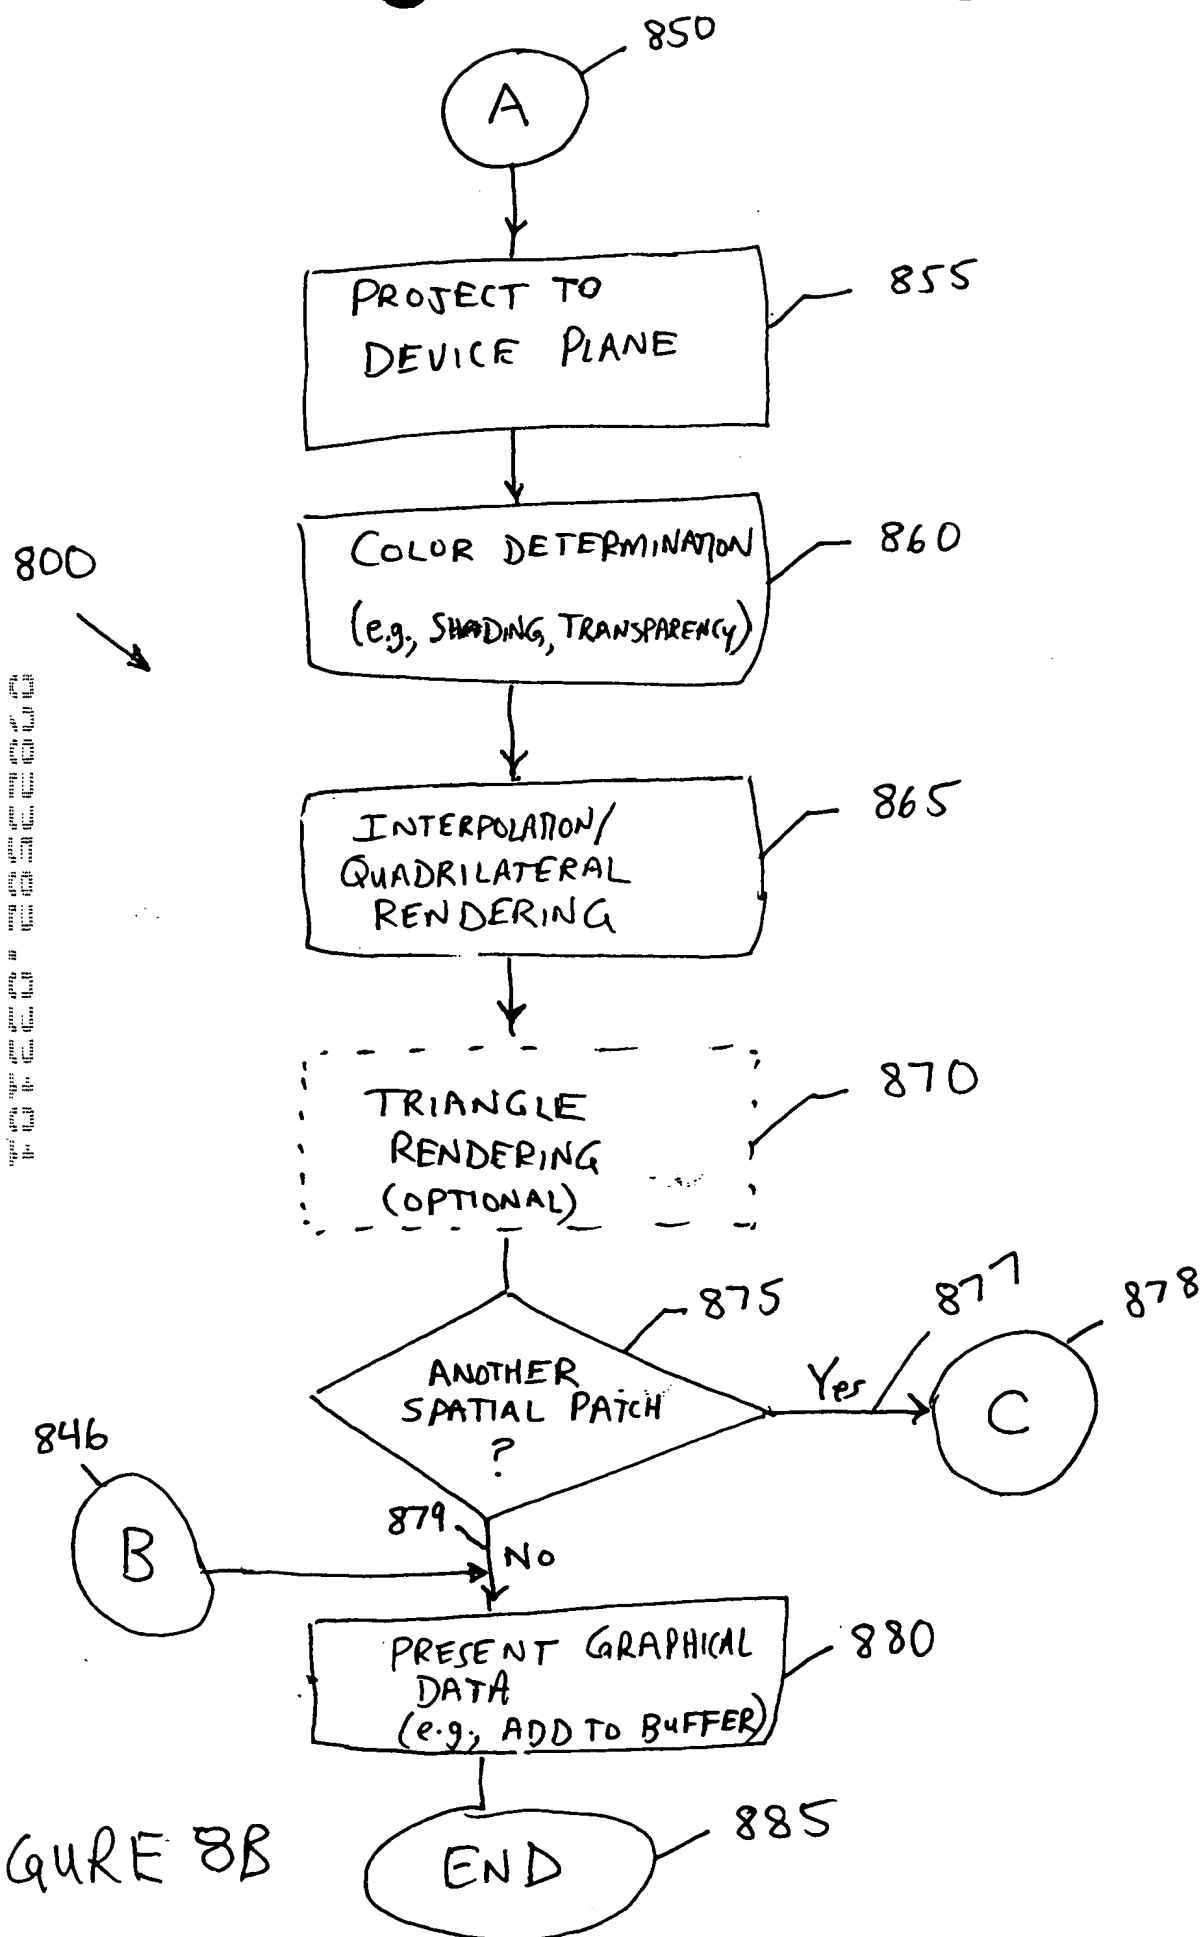 850
A
PROJECT TO
DEVICE PLANE
855
COLOR DETERMINATION
(e.g., SHADING, TRANSPARENCY)
860
800
INTERPOLATION/
QUADRILATERAL
RENDERING
865
TRIANGLE
RENDERING
(OPTIONAL)
870
875
877
878
ANOTHER
SPATIAL PATCH
?
Yes
C
846
B
879
No
PRESENT GRAPHICAL
DATA
(e.g., ADD TO BUFFER)
880
END
885
GURE 8B